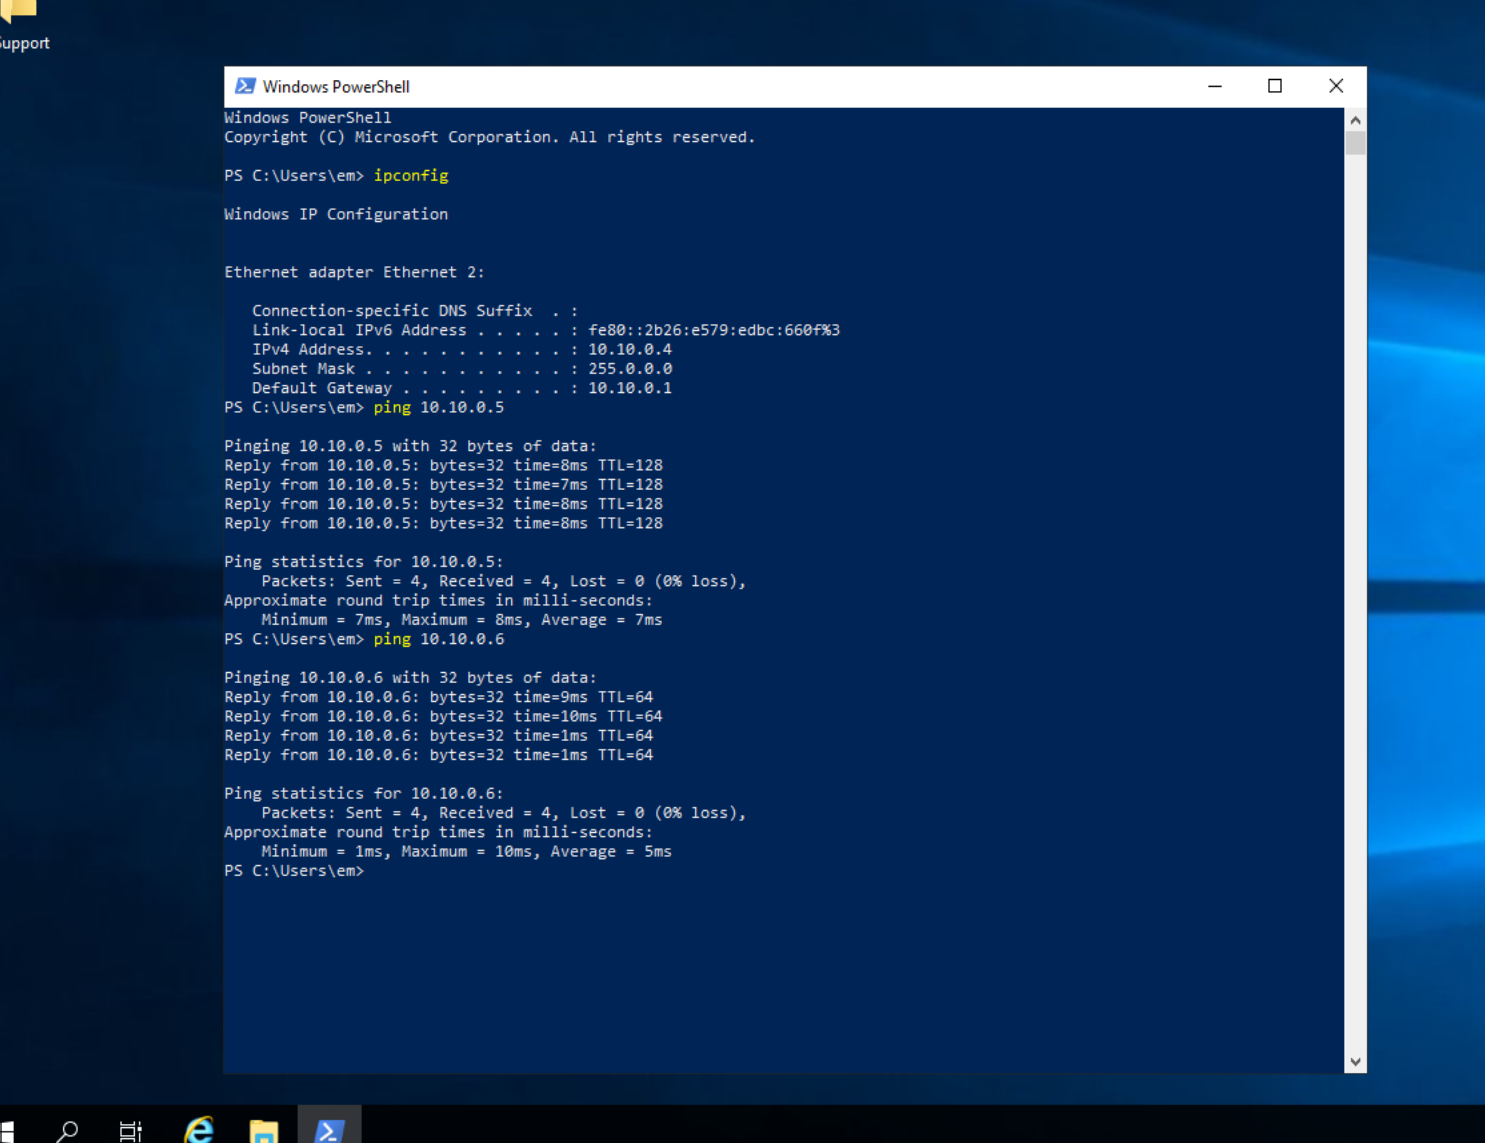 Support
Windows PowerShell
Windows PowerShell
Copyright (C) Microsoft Corporation. All rights reserved.
PS C:\Users\em> ipconfig
Windows IP Configuration
Ethernet adapter Ethernet 2:
   Connection-specific DNS Suffix  . :
   Link-local IPv6 Address . . . . . : fe80::2b26:e579:edbc:660f%3
   IPv4 Address. . . . . . . . . . . : 10.10.0.4
   Subnet Mask . . . . . . . . . . . : 255.0.0.0
   Default Gateway . . . . . . . . . : 10.10.0.1
PS C:\Users\em> ping 10.10.0.5
Pinging 10.10.0.5 with 32 bytes of data:
Reply from 10.10.0.5: bytes=32 time=8ms TTL=128
Reply from 10.10.0.5: bytes=32 time=7ms TTL=128
Reply from 10.10.0.5: bytes=32 time=8ms TTL=128
Reply from 10.10.0.5: bytes=32 time=8ms TTL=128
Ping statistics for 10.10.0.5:
    Packets: Sent = 4, Received = 4, Lost = 0 (0% loss),
Approximate round trip times in milli-seconds:
    Minimum = 7ms, Maximum = 8ms, Average = 7ms
PS C:\Users\em> ping 10.10.0.6
Pinging 10.10.0.6 with 32 bytes of data:
Reply from 10.10.0.6: bytes=32 time=9ms TTL=64
Reply from 10.10.0.6: bytes=32 time=10ms TTL=64
Reply from 10.10.0.6: bytes=32 time=1ms TTL=64
Reply from 10.10.0.6: bytes=32 time=1ms TTL=64
Ping statistics for 10.10.0.6:
    Packets: Sent = 4, Received = 4, Lost = 0 (0% loss),
Approximate round trip times in milli-seconds:
    Minimum = 1ms, Maximum = 10ms, Average = 5ms
PS C:\Users\em>